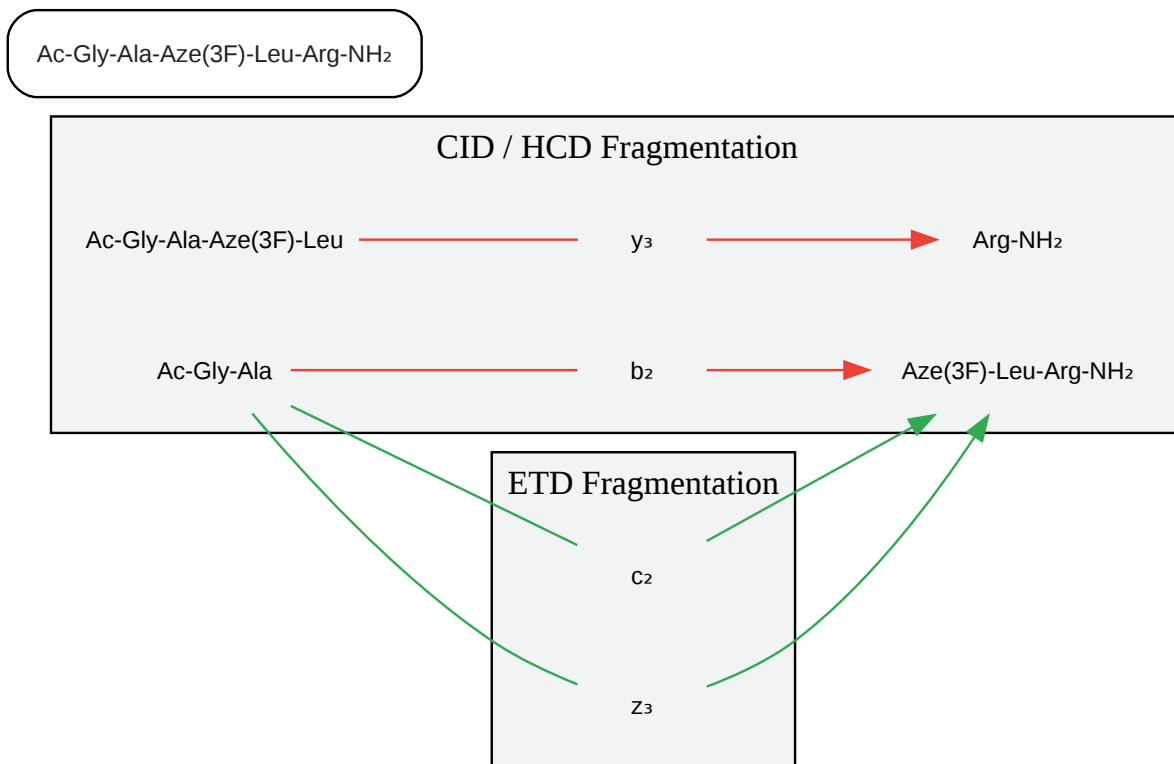 Ac-Gly-Ala-Aze(3F)-Leu-Arg-NH₂
CID / HCD Fragmentation
Ac-Gly-Ala-Aze(3F)-Leu y₃ Arg-NH₂
Ac-Gly-Ala b₂ Aze(3F)-Leu-Arg-NH₂
ETD Fragmentation
c₂
z₃